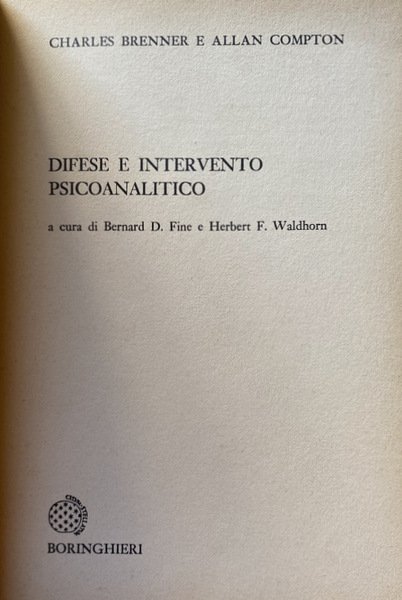 CHARLES BRENNER E ALLAN COMPTON
DIFESE E INTERVENTO
PSICOANALITICO
a cura di Bernard D. Fine e Herbert F. Waldhorn
BORINGHIERI